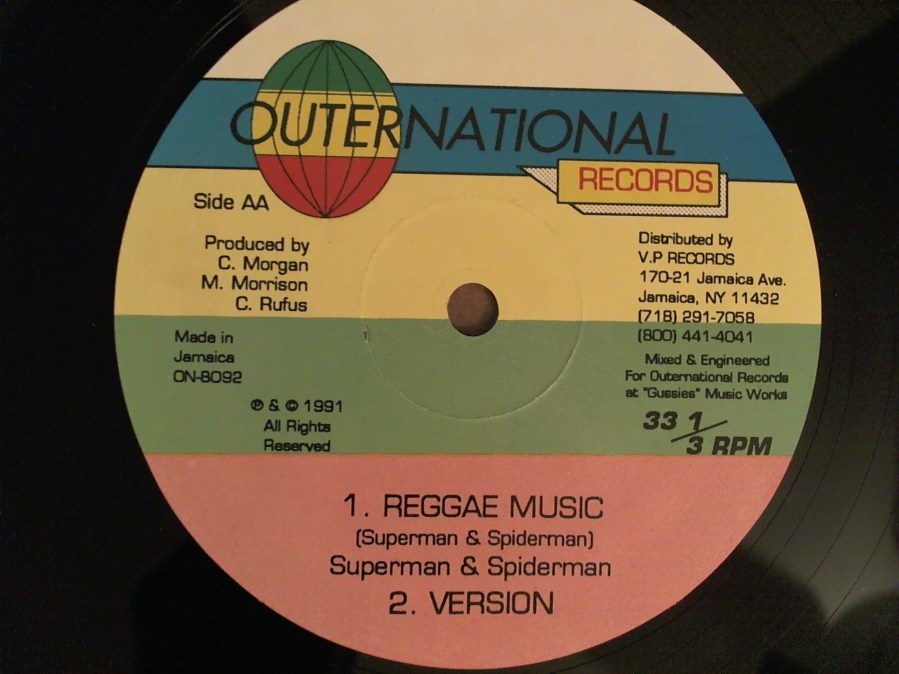 OUTERNATIONAL
RECORDS
Side AA
Produced by
C. Morgan
M. Morrison
C. Rufus
Made in
Jamaica
ON-8092
℗ & © 1991
All Rights
Reserved
Distributed by
V.P RECORDS
170-21 Jamaica Ave.
Jamaica, NY 11432
(718) 291-7058
(800) 441-4041
Mixed & Engineered
For Outernational Records
at "Gussies" Music Works
33 1/3 RPM
1. REGGAE MUSIC
(Superman & Spiderman)
Superman & Spiderman
2. VERSION